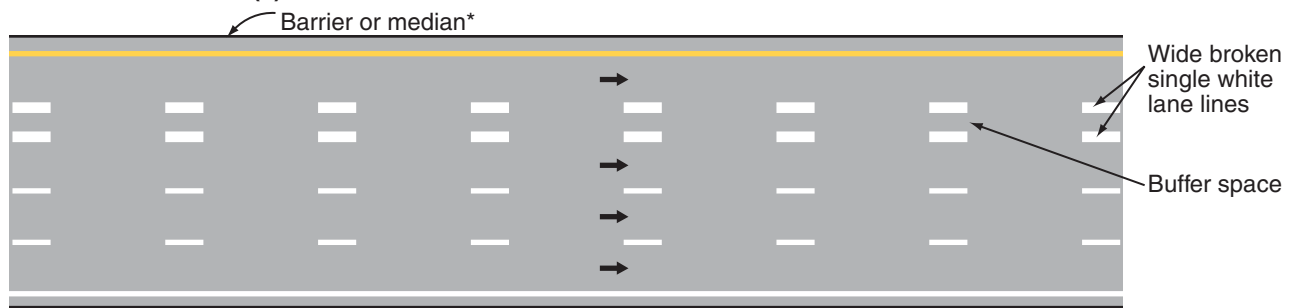 Barrier or median*
Wide broken
single white
lane lines
Buffer space